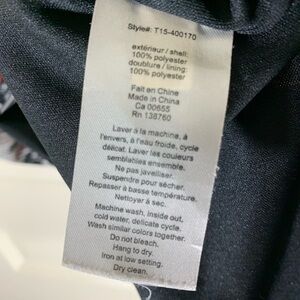 Style#: T15-400170
extérieur / shell:
100% polyester
doublure / lining:
100% polyester
Fait en Chine
Made in China
Ca 00655
Rn 138760
Laver à la machine, à
l'envers, à l'eau froide, cycle
délicat. Laver les couleurs
semblables ensemble.
Ne pas javelliser.
Suspendre pour sécher.
Repasser à basse température.
Nettoyer à sec.
Machine wash, inside out,
cold water, delicate cycle.
Wash similar colors together.
Do not bleach.
Hang to dry.
Iron at low setting.
Dry clean.